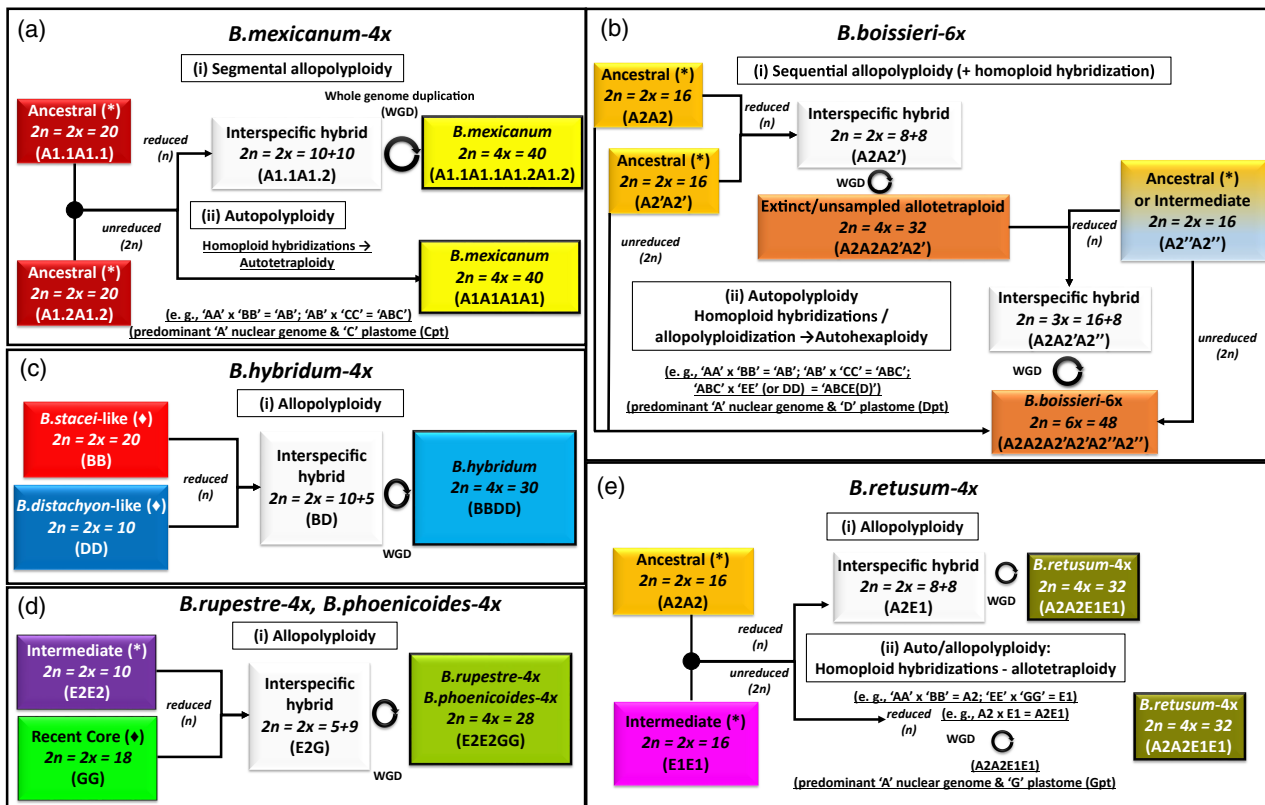 (a)
B.mexicanum-4x
(i) Segmental allopolyploidy
Ancestral (*)
2n = 2x = 20
(A1.1A1.1)
reduced
(n)
Interspecific hybrid
2n = 2x = 10+10
(A1.1A1.2)
Whole genome duplication
(WGD)
B.mexicanum
2n = 4x = 40
(A1.1A1.1A1.2A1.2)
(ii) Autopolyploidy
unreduced
(2n)
Homoploid hybridizations →
Autotetraploidy
Ancestral (*)
2n = 2x = 20
(A1.2A1.2)
B.mexicanum
2n = 4x = 40
(A1A1A1A1)
(e. g., ‘AA’ x ‘BB’ = ‘AB’; ‘AB’ x ‘CC’ = ‘ABC’)
(predominant ‘A’ nuclear genome & ‘C’ plastome (Cpt)
(b)
B.boissieri-6x
(i) Sequential allopolyploidy (+ homoploid hybridization)
Ancestral (*)
2n = 2x = 16
(A2A2)
reduced
(n)
Interspecific hybrid
2n = 2x = 8+8
(A2A2’)
Ancestral (*)
2n = 2x = 16
(A2’A2’)
WGD
Extinct/unsampled allotetraploid
2n = 4x = 32
(A2A2A2’A2’)
Ancestral (*)
or Intermediate
2n = 2x = 16
(A2’’A2’’)
reduced
(n)
unreduced
(2n)
(ii) Autopolyploidy
Homoploid hybridizations /
allopolyploidization →Autohexaploidy
Interspecific hybrid
2n = 3x = 16+8
(A2A2’A2’’)
unreduced
(2n)
WGD
(e. g., ‘AA’ x ‘BB’ = ‘AB’; ‘AB’ x ‘CC’ = ‘ABC’;
‘ABC’ x ‘EE’ (or DD) = ‘ABCE(D)’)
(predominant ‘A’ nuclear genome & ‘D’ plastome (Dpt)
B.boissieri-6x
2n = 6x = 48
(A2A2A2’A2’A2’’A2’’)
(c)
B.hybridum-4x
(i) Allopolyploidy
B.stacei-like (♦)
2n = 2x = 20
(BB)
reduced
(n)
Interspecific
hybrid
2n = 2x = 10+5
(BD)
WGD
B.hybridum
2n = 4x = 30
(BBDD)
B.distachyon-like (♦)
2n = 2x = 10
(DD)
(d)
B.rupestre-4x, B.phoenicoides-4x
(i) Allopolyploidy
Intermediate (*)
2n = 2x = 10
(E2E2)
reduced
(n)
Interspecific
hybrid
2n = 2x = 5+9
(E2G)
WGD
B.rupestre-4x
B.phoenicoides-4x
2n = 4x = 28
(E2E2GG)
Recent Core (♦)
2n = 2x = 18
(GG)
(e)
B.retusum-4x
(i) Allopolyploidy
Ancestral (*)
2n = 2x = 16
(A2A2)
Interspecific hybrid
2n = 2x = 8+8
(A2E1)
WGD
B.retusum-4x
2n = 4x = 32
(A2A2E1E1)
reduced
(n)
unreduced
(2n)
(ii) Auto/allopolyploidy:
Homoploid hybridizations - allotetraploidy
(e. g., ‘AA’ x ‘BB’ = A2; ‘EE’ x ‘GG’ = E1)
reduced
(n)
(e. g., A2 x E1 = A2E1)
WGD
(A2A2E1E1)
(predominant ‘A’ nuclear genome & ‘G’ plastome (Gpt)
Intermediate (*)
2n = 2x = 16
(E1E1)
B.retusum-4x
2n = 4x = 32
(A2A2E1E1)